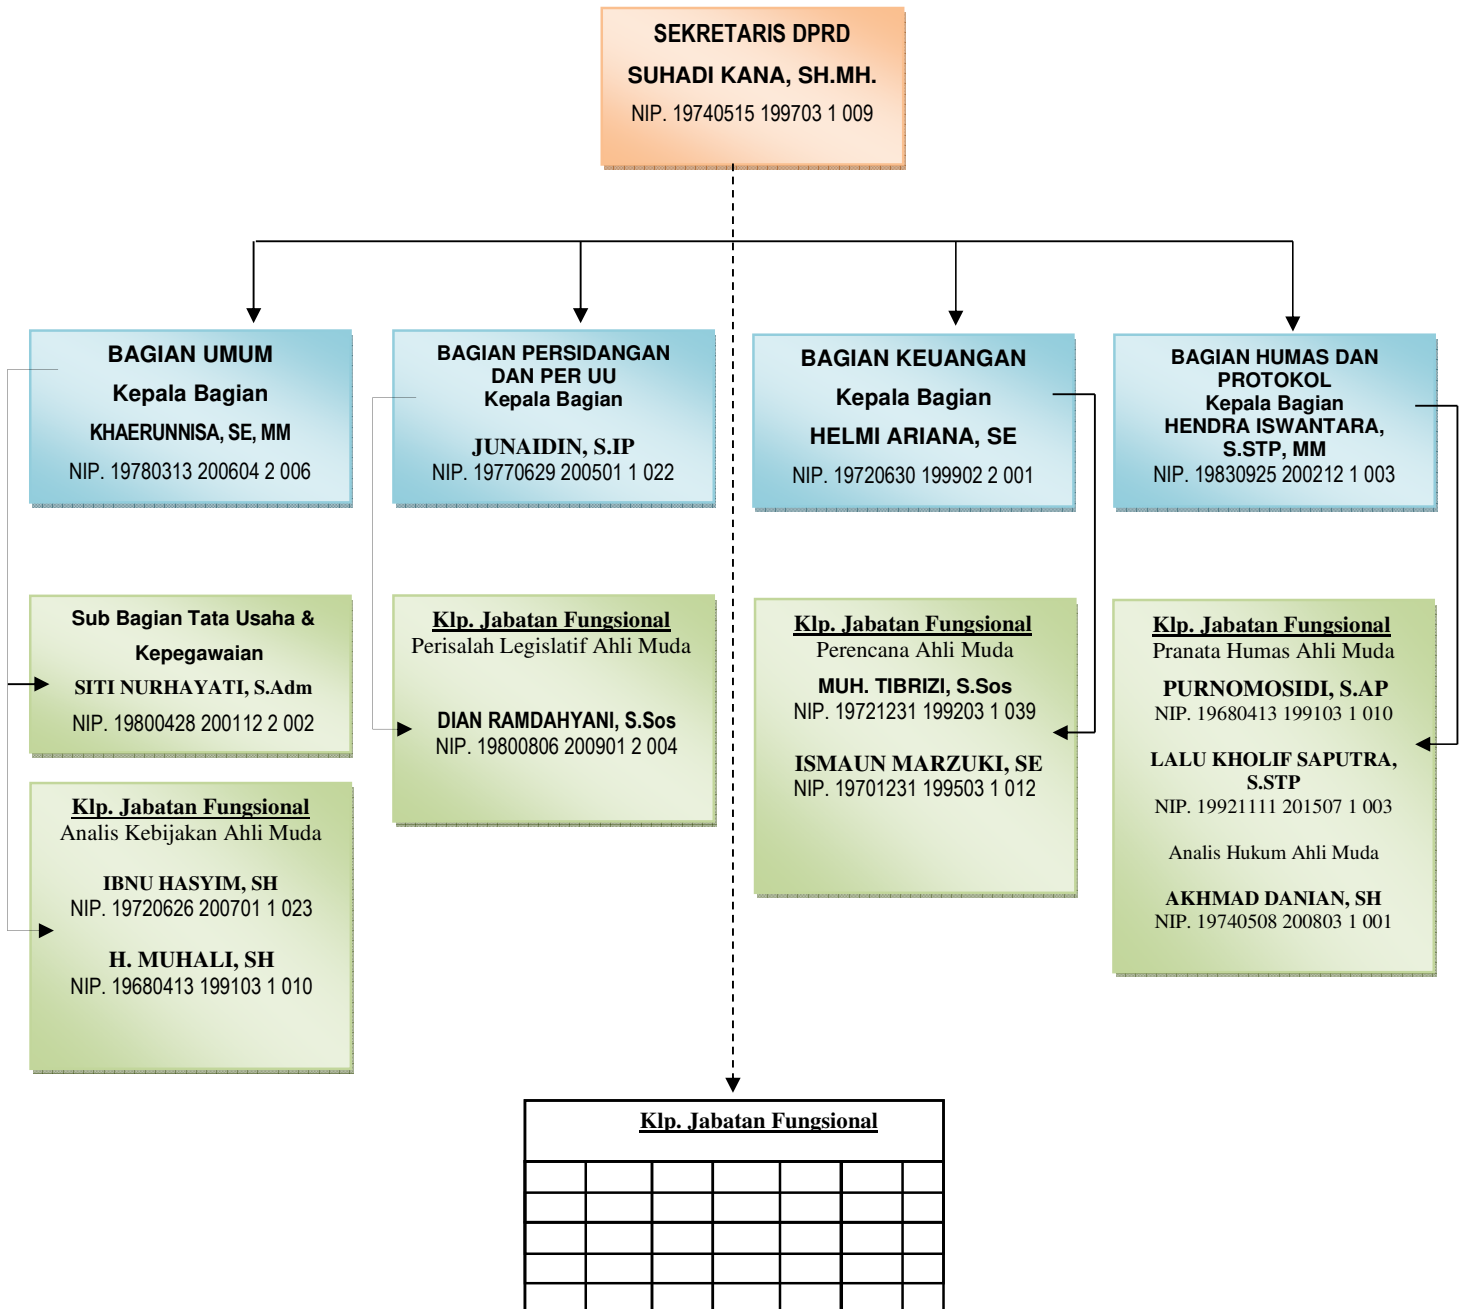 SEKRETARIS DPRD
SUHADI KANA, SH.MH.
NIP. 19740515 199703 1 009
BAGIAN UMUM
Kepala Bagian
KHAERUNNISA, SE, MM
NIP. 19780313 200604 2 006
BAGIAN PERSIDANGAN
DAN PER UU
Kepala Bagian
JUNAIDIN, S.IP
NIP. 19770629 200501 1 022
BAGIAN KEUANGAN
Kepala Bagian
HELMI ARIANA, SE
NIP. 19720630 199902 2 001
BAGIAN HUMAS DAN
PROTOKOL
Kepala Bagian
HENDRA ISWANTARA,
S.STP, MM
NIP. 19830925 200212 1 003
Sub Bagian Tata Usaha &
Kepegawaian
SITI NURHAYATI, S.Adm
NIP. 19800428 200112 2 002
Klp. Jabatan Fungsional
Analis Kebijakan Ahli Muda
IBNU HASYIM, SH
NIP. 19720626 200701 1 023
H. MUHALI, SH
NIP. 19680413 199103 1 010
Klp. Jabatan Fungsional
Perisalah Legislatif Ahli Muda
DIAN RAMDAHYANI, S.Sos
NIP. 19800806 200901 2 004
Klp. Jabatan Fungsional
Perencana Ahli Muda
MUH. TIBRIZI, S.Sos
NIP. 19721231 199203 1 039
ISMAUN MARZUKI, SE
NIP. 19701231 199503 1 012
Klp. Jabatan Fungsional
Pranata Humas Ahli Muda
PURNOMOSIDI, S.AP
NIP. 19680413 199103 1 010
LALU KHOLIF SAPUTRA,
S.STP
NIP. 19921111 201507 1 003
Analis Hukum Ahli Muda
AKHMAD DANIAN, SH
NIP. 19740508 200803 1 001
Klp. Jabatan Fungsional